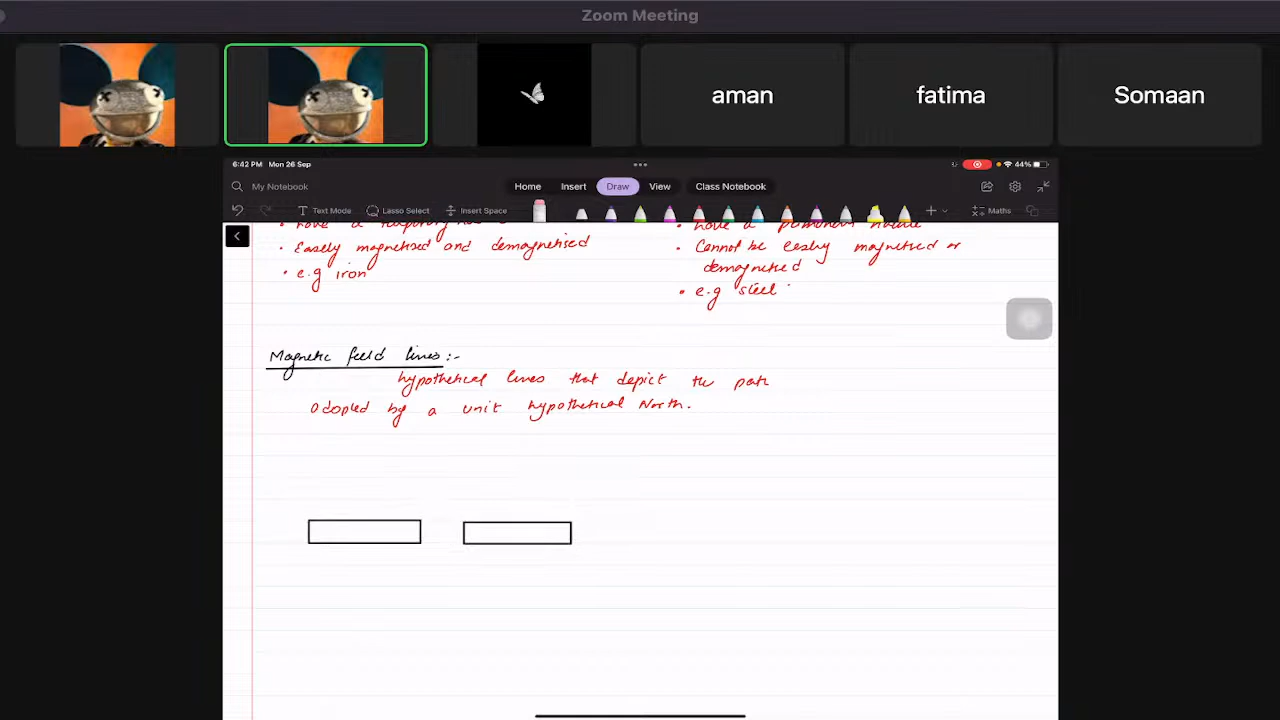 Zoom Meeting
aman
fatima
Somaan
6:42 PM Mon 26 Sep
44%
My Notebook
Home Insert Draw View Class Notebook
Text Mode Lasso Select Insert Space Maths
• Easily magnetised and demagnetised
• e.g iron
• Cannot be easily magnetised or
demagnetised
• e.g steel
Magnetic field lines:-
hypothetical lines that depict the path
adopted by a unit hypothetical North.